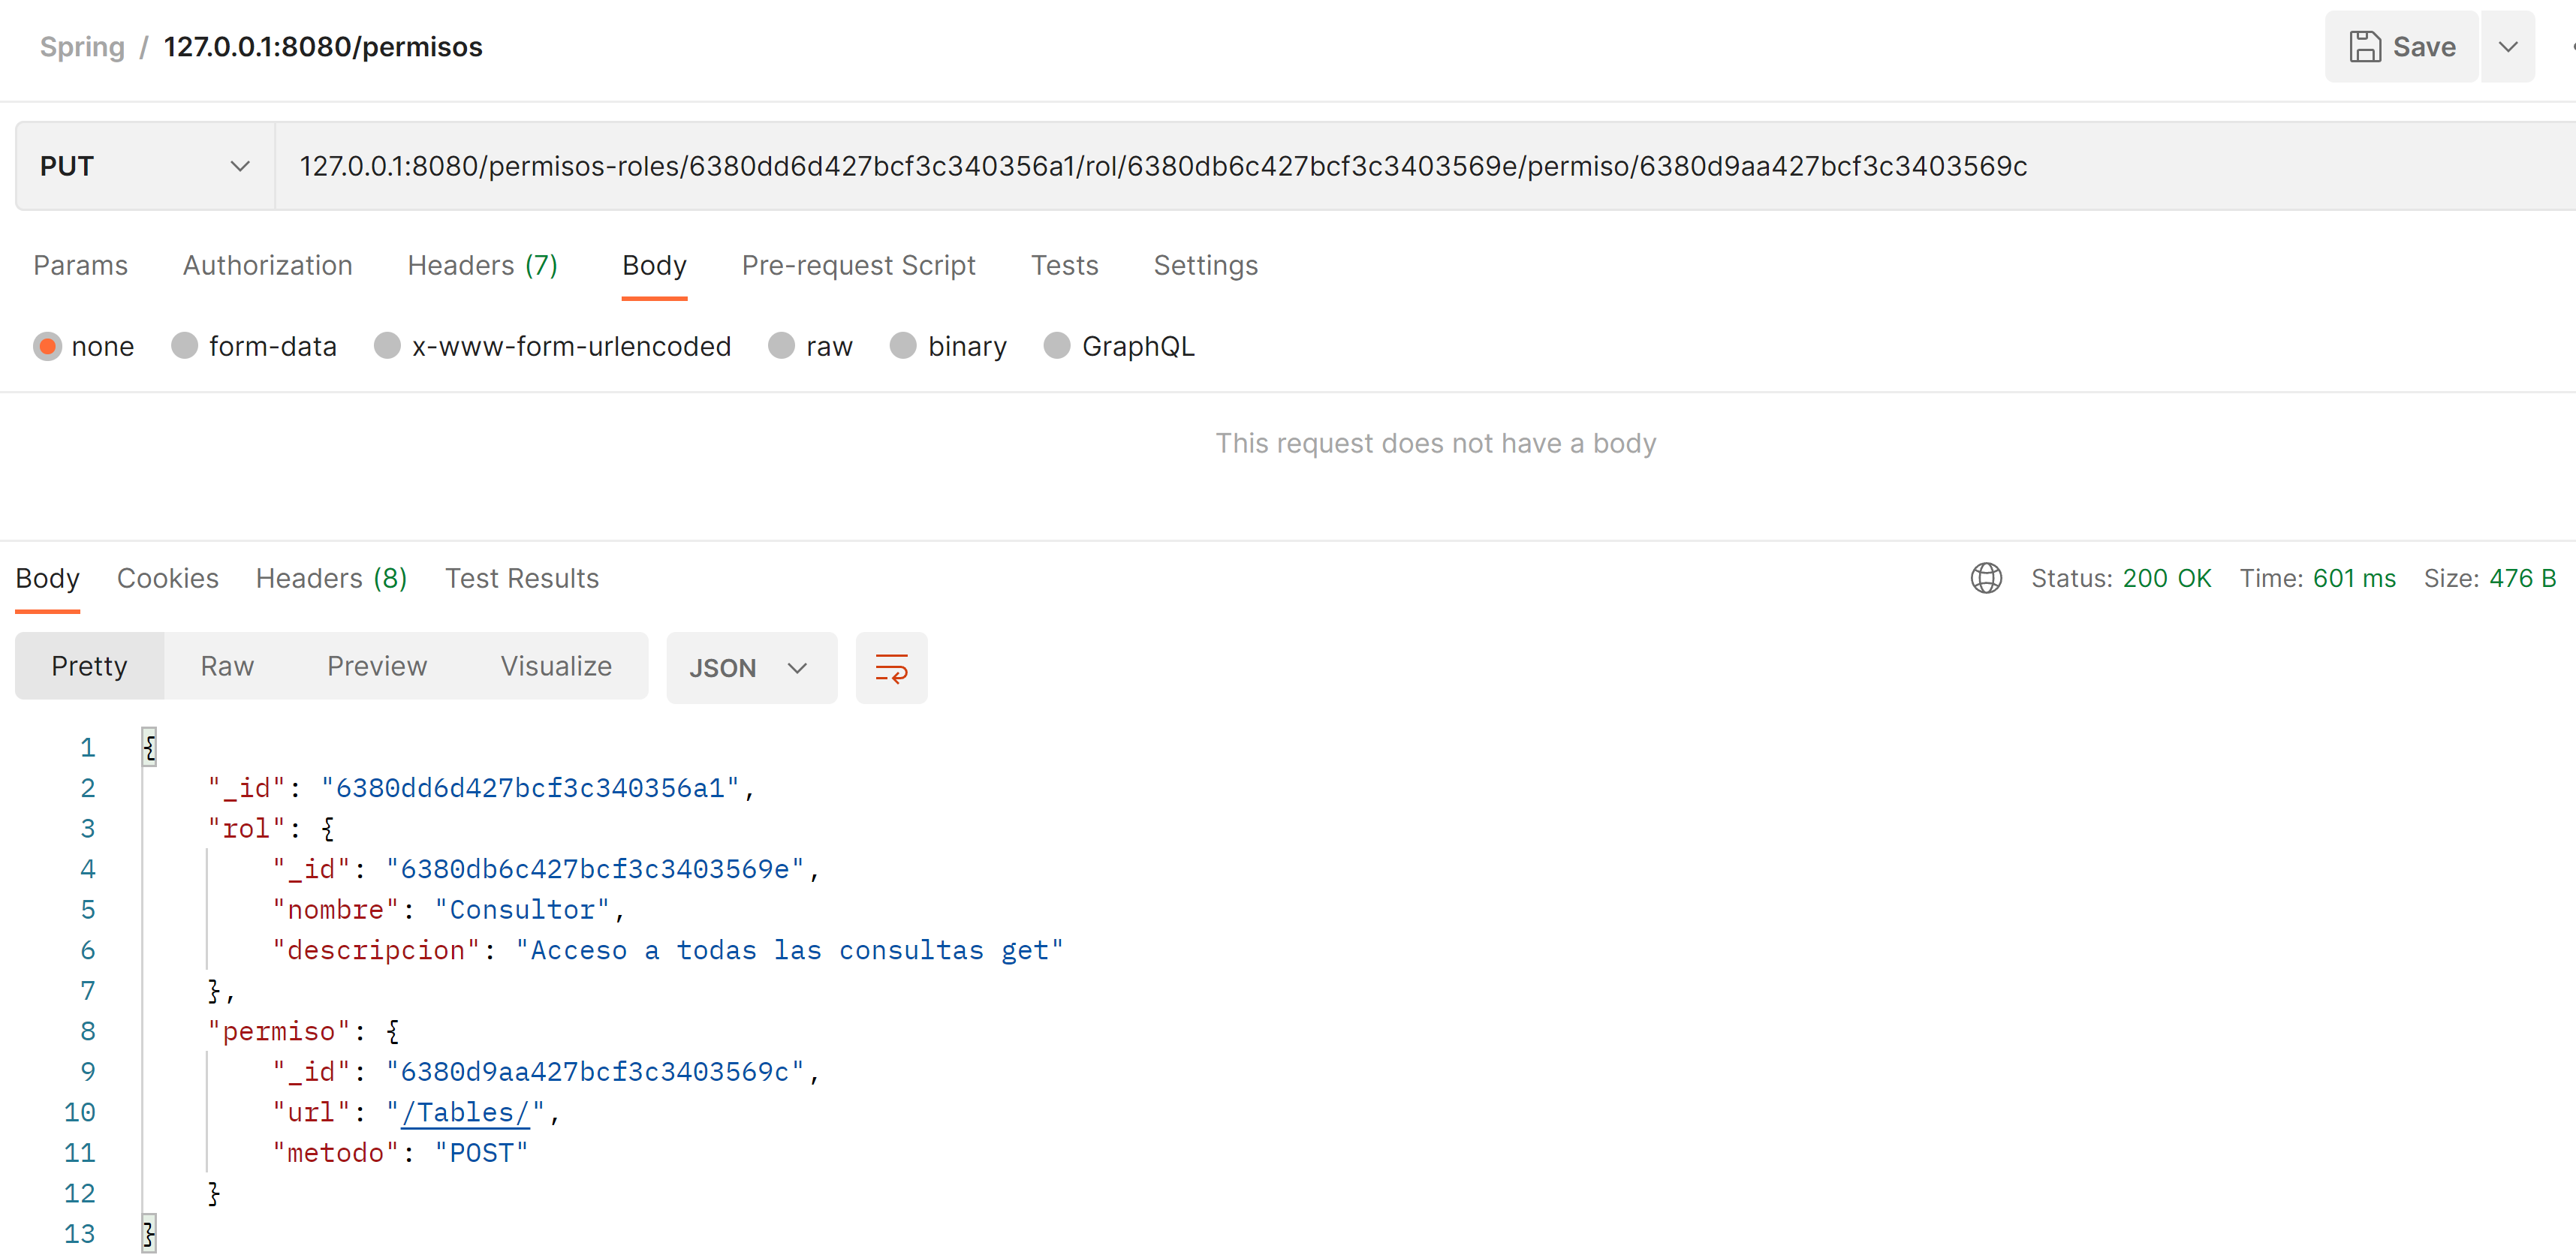 Spring / 127.0.0.1:8080/permisos
Save
PUT 127.0.0.1:8080/permisos-roles/6380dd6d427bcf3c340356a1/rol/6380db6c427bcf3c3403569e/permiso/6380d9aa427bcf3c3403569c
Params Authorization Headers (7) Body Pre-request Script Tests Settings
none form-data x-www-form-urlencoded raw binary GraphQL
This request does not have a body
Body Cookies Headers (8) Test Results Status: 200 OK Time: 601 ms Size: 476 B
Pretty Raw Preview Visualize JSON
1 {
2 "_id": "6380dd6d427bcf3c340356a1",
3 "rol": {
4 "_id": "6380db6c427bcf3c3403569e",
5 "nombre": "Consultor",
6 "descripcion": "Acceso a todas las consultas get"
7 },
8 "permiso": {
9 "_id": "6380d9aa427bcf3c3403569c",
10 "url": "/Tables/",
11 "metodo": "POST"
12 }
13 }